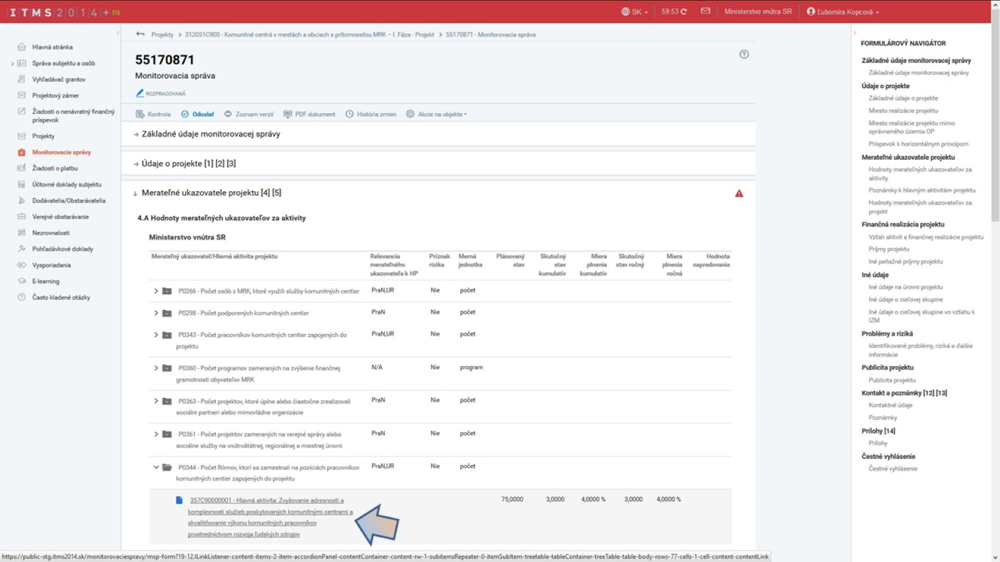 ITMS2014+ STG
SK
59:53
Ministerstvo vnútra SR
Ľubomíra Kopcová
Hlavná stránka
Správa subjektu a osôb
Vyhľadávač grantov
Projektový zámer
Žiadosti o nenávratný finančný
príspevok
Projekty
Monitorovacie správy
Žiadosti o platbu
Účtovné doklady subjektu
Dodávatelia/Obstarávatelia
Verejné obstarávanie
Nezrovnalosti
Pohľadávkové doklady
Vysporiadania
E-learning
Často kladené otázky
Projekty > 312051C900 - Komunitné centrá v mestách a obciach s prítomnosťou MRK – I. Fáza - Projekt > 55170871 - Monitorovacia správa
55170871
Monitorovacia správa
ROZPRACOVANÁ
Kontrola Odoslať Zoznam verzií PDF dokument História zmien Akcie na objekte
Základné údaje monitorovacej správy
Údaje o projekte [1] [2] [3]
Merateľné ukazovatele projektu [4] [5]
4.A Hodnoty merateľných ukazovateľov za aktivity
Ministerstvo vnútra SR
Merateľný ukazovateľ/Hlavná aktivita projektu Relevancia Príznak Merná Plánovaný Skutočný Miera Skutočný Miera Hodnota
merateľného rizika jednotka stav stav plnenia stav ročný plnenia napredovania
ukazovateľa k HP kumulatív kumulatív ročná
P0266 - Počet osôb z MRK, ktoré využili služby komunitných centier PraN,UR Nie počet
P0298 - Počet podporených komunitných centier PraN Nie počet
P0343 - Počet pracovníkov komunitných centier zapojených do PraN,UR Nie počet
projektu
P0360 - Počet programov zameraných na zvýšenie finančnej N/A Nie program
gramotnosti obyvateľov MRK
P0363 - Počet projektov, ktoré úplne alebo čiastočne zrealizovali PraN Nie počet
sociálni partneri alebo mimovládne organizácie
P0361 - Počet projektov zameraných na verejné správy alebo PraN Nie počet
sociálne služby na vnútroštátnej, regionálnej a miestnej úrovni
P0344 - Počet Rómov, ktorí sa zamestnali na pozíciách pracovníkov PraN,UR Nie počet
komunitných centier zapojených do projektu
357C90000001 - Hlavná aktivita: Zvyšovanie adresnosti a 75,0000 3,0000 4,0000 % 3,0000 4,0000 %
komplexnosti služieb poskytovaných komunitnými centrami a
skvalitňovanie výkonu komunitných pracovníkov
prostredníctvom rozvoja ľudských zdrojov
FORMULÁROVÝ NAVIGÁTOR
Základné údaje monitorovacej správy
Základné údaje monitorovacej správy
Údaje o projekte
Základné údaje o projekte
Miesto realizácie projektu
Miesto realizácie projektu mimo
oprávneného územia OP
Príspevok k horizontálnym princípom
Merateľné ukazovatele projektu
Hodnoty merateľných ukazovateľov za
aktivity
Poznámky k hlavným aktivitám projektu
Hodnoty merateľných ukazovateľov za
projekt
Finančná realizácia projektu
Vzťah aktivít a finančnej realizácie projektu
Príjmy projektu
Iné peňažné príjmy projektu
Iné údaje
Iné údaje na úrovni projektu
Iné údaje o cieľovej skupine
Iné údaje o cieľovej skupine vo vzťahu k
IZM
Problémy a riziká
Identifikované problémy, riziká a ďalšie
informácie
Publicita projektu
Publicita projektu
Kontakt a poznámky [12] [13]
Kontaktné údaje
Poznámky
Prílohy [14]
Prílohy
Čestné vyhlásenie
Čestné vyhlásenie
https://public-stg.itms2014.sk/monitorovaciespravy/msp-form?19-12.ILinkListener-content-items-2-item-accordionPanel-contentContainer-content-rw-1-subitemsRepeater-0-itemSubItem-treetable-tableContainer-treeTable-table-body-rows-77-cells-1-cell-content-contentLink